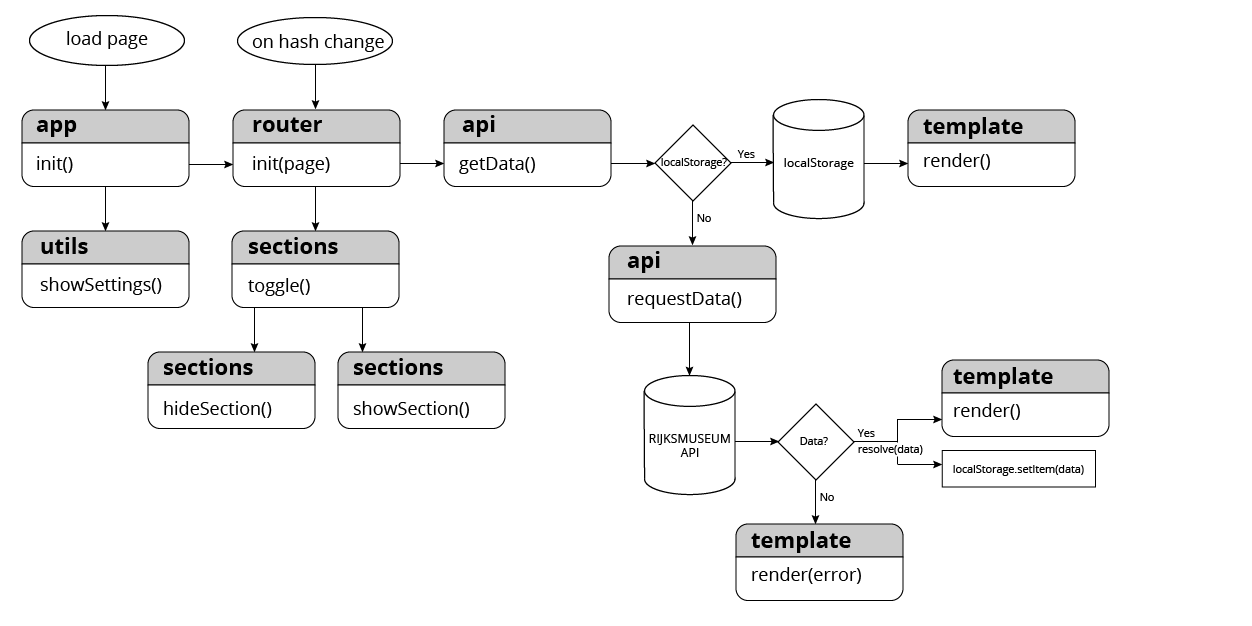 load page
on hash change
app
init()
router
init(page)
api
getData()
localStorage?
Yes
localStorage
template
render()
No
utils
showSettings()
sections
toggle()
api
requestData()
sections
hideSection()
sections
showSection()
RIJKSMUSEUM
API
Data?
Yes
resolve(data)
template
render()
localStorage.setItem(data)
No
template
render(error)